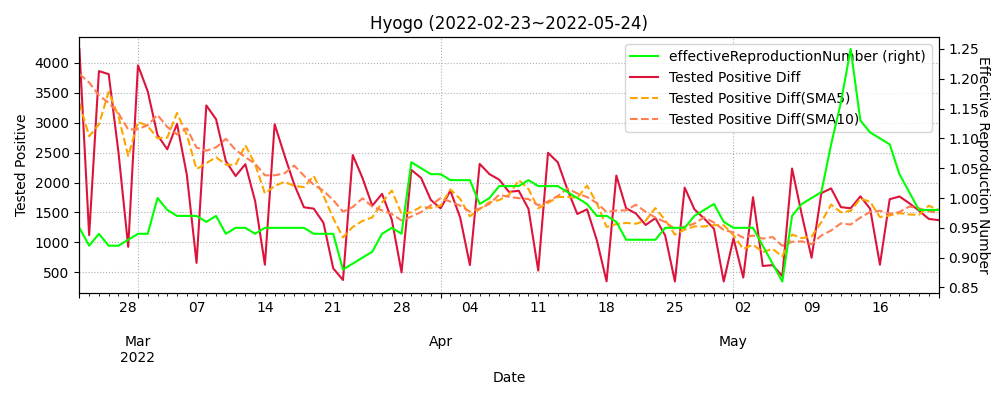 Hyogo (2022-02-23~2022-05-24)
effectiveReproductionNumber (right)
Tested Positive Diff
Tested Positive Diff(SMA5)
Tested Positive Diff(SMA10)
Tested Positive
4000
3500
3000
2500
2000
1500
1000
500
Effective Reproduction Number
1.25
1.20
1.15
1.10
1.05
1.00
0.95
0.90
0.85
28 07 14 21 28 04 11 18 25 02 09 16
Mar Apr May
2022
Date